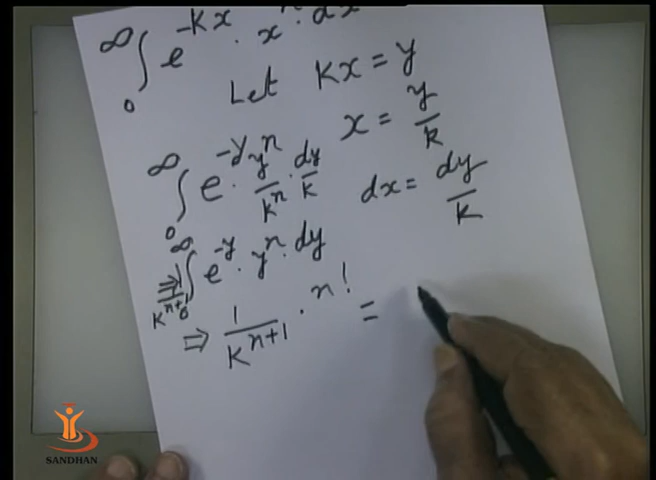 ∞∫₀ e^-Kx · x^n · dx
Let Kx = y
x = y/k
∞∫₀ e^-y · y^n/k^n · dy/k
dx = dy/k
⇒ 1/k^n+1 ∞∫₀ e^-y · y^n · dy
⇒ 1/k^n+1 · n! =
SANDHAN